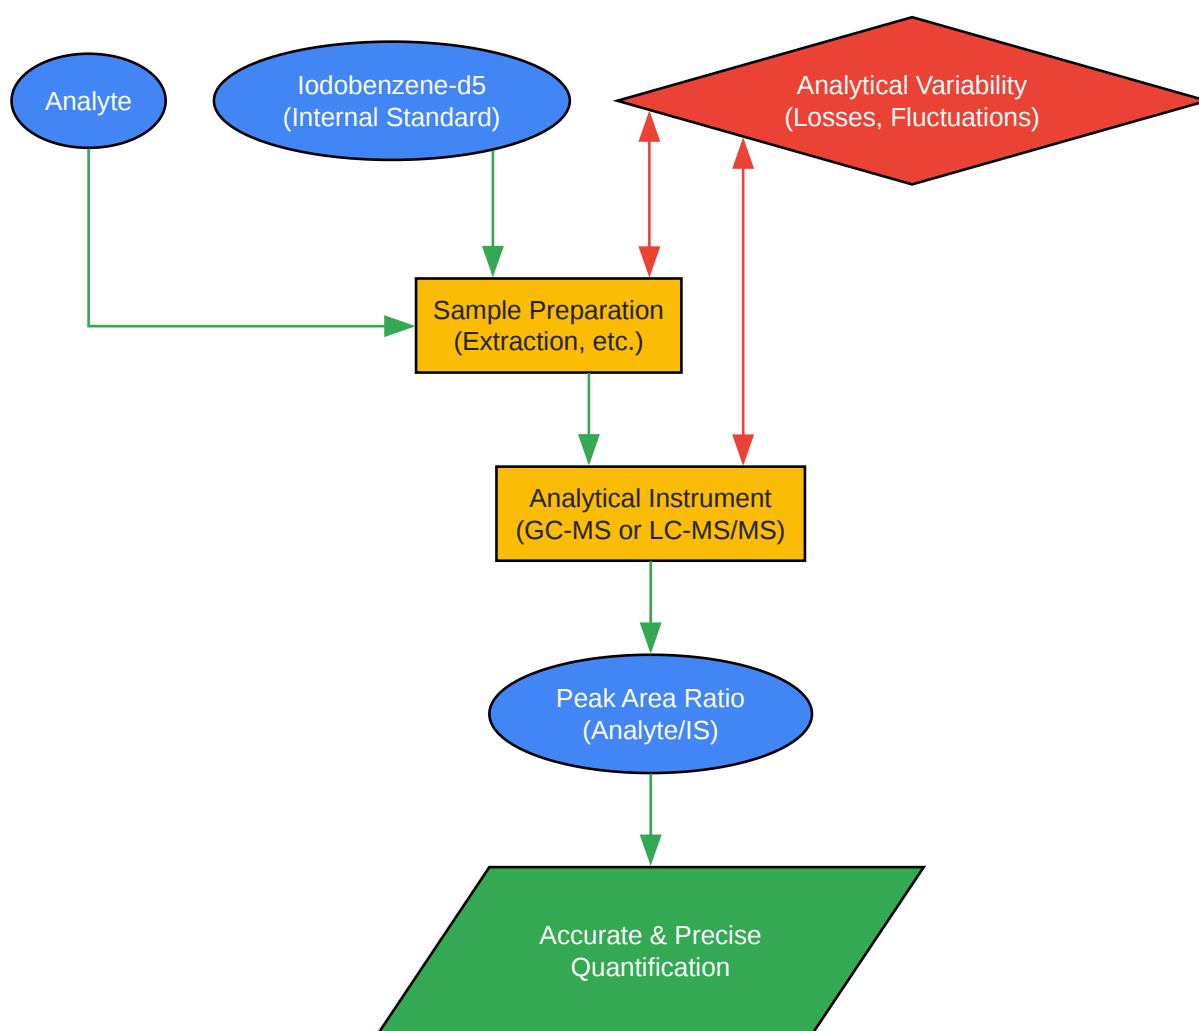 Analyte
Iodobenzene-d5
(Internal Standard)
Analytical Variability
(Losses, Fluctuations)
Sample Preparation
(Extraction, etc.)
Analytical Instrument
(GC-MS or LC-MS/MS)
Peak Area Ratio
(Analyte/IS)
Accurate & Precise
Quantification